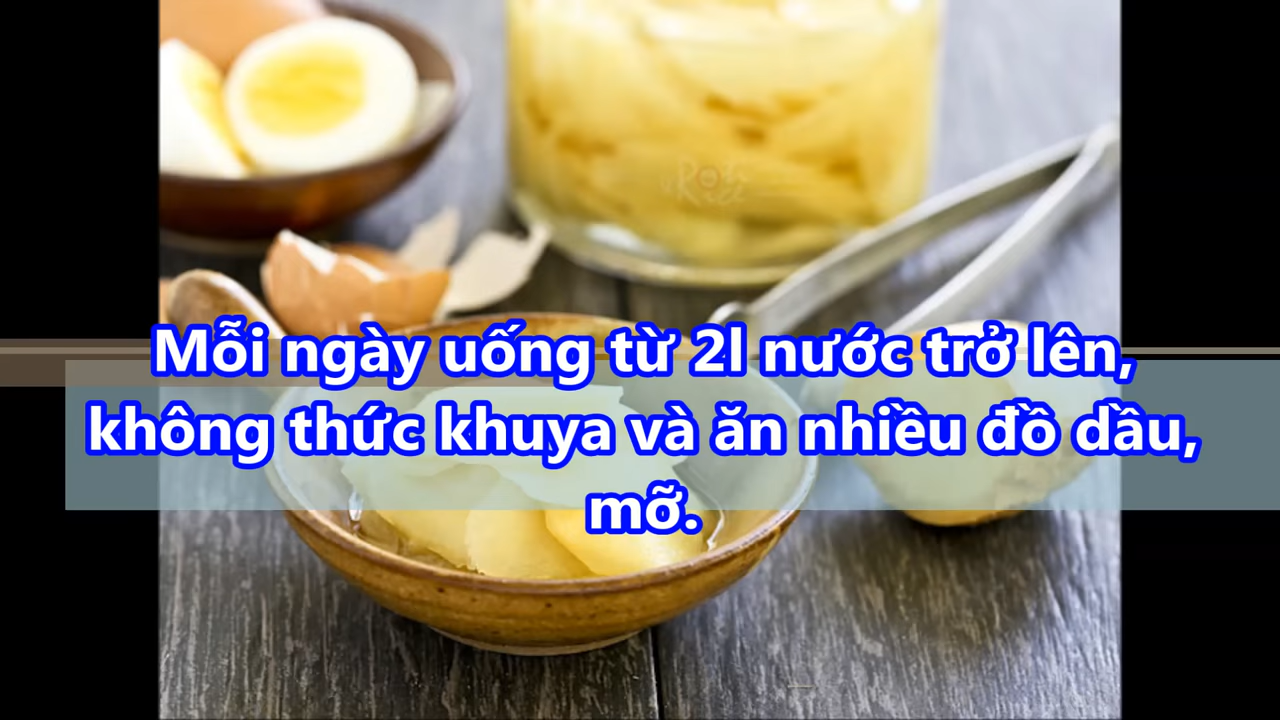 Mỗi ngày uống từ 2l nước trở lên,
không thức khuya và ăn nhiều đồ dầu,
mỡ.